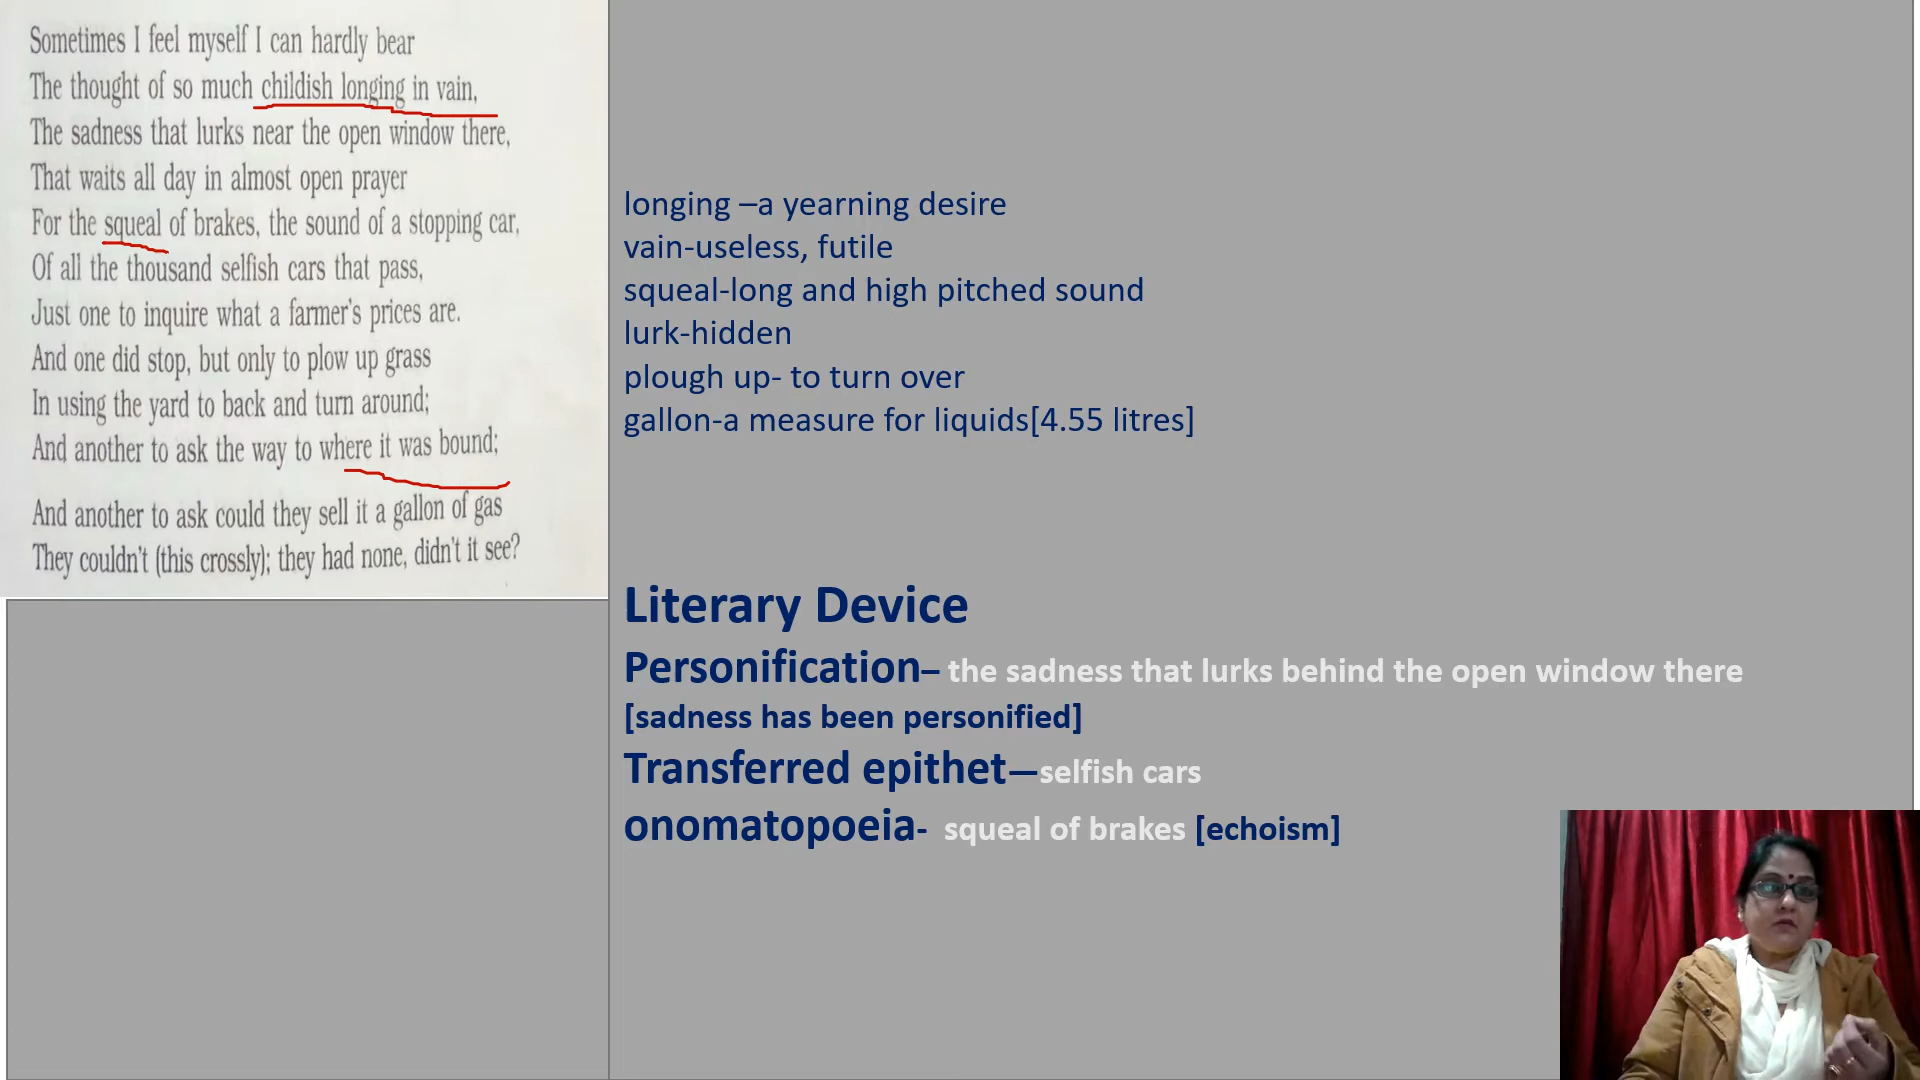 Sometimes I feel myself I can hardly bear
The thought of so much childish longing in vain,
The sadness that lurks near the open window there,
That waits all day in almost open prayer
For the squeal of brakes, the sound of a stopping car,
Of all the thousand selfish cars that pass,
Just one to inquire what a farmer's prices are.
And one did stop, but only to plow up grass
In using the yard to back and turn around;
And another to ask the way to where it was bound;
And another to ask could they sell it a gallon of gas
They couldn't (this crossly); they had none, didn't it see?
longing –a yearning desire
vain-useless, futile
squeal-long and high pitched sound
lurk-hidden
plough up- to turn over
gallon-a measure for liquids[4.55 litres]
Literary Device
Personification– the sadness that lurks behind the open window there
[sadness has been personified]
Transferred epithet—selfish cars
onomatopoeia- squeal of brakes [echoism]